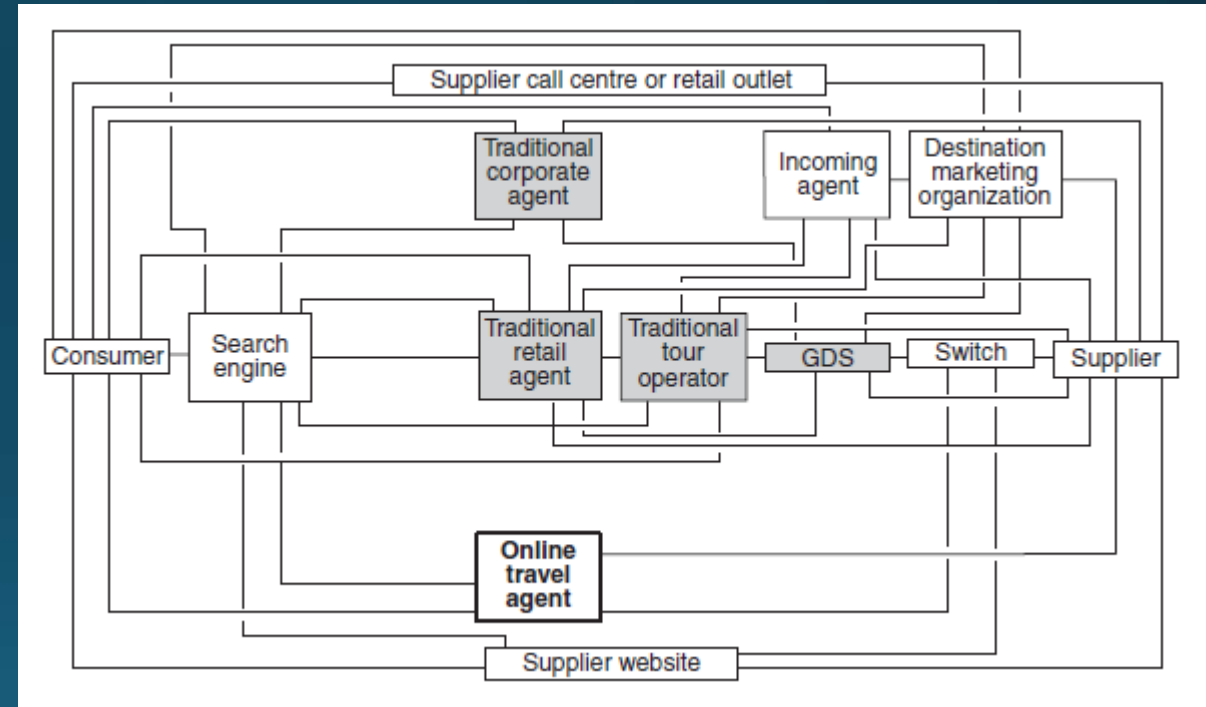 Supplier call centre or retail outlet
Traditional
corporate
agent
Incoming
agent
Destination
marketing
organization
Consumer
Search
engine
Traditional
retail
agent
Traditional
tour
operator
GDS
Switch
Supplier
Online
travel
agent
Supplier website